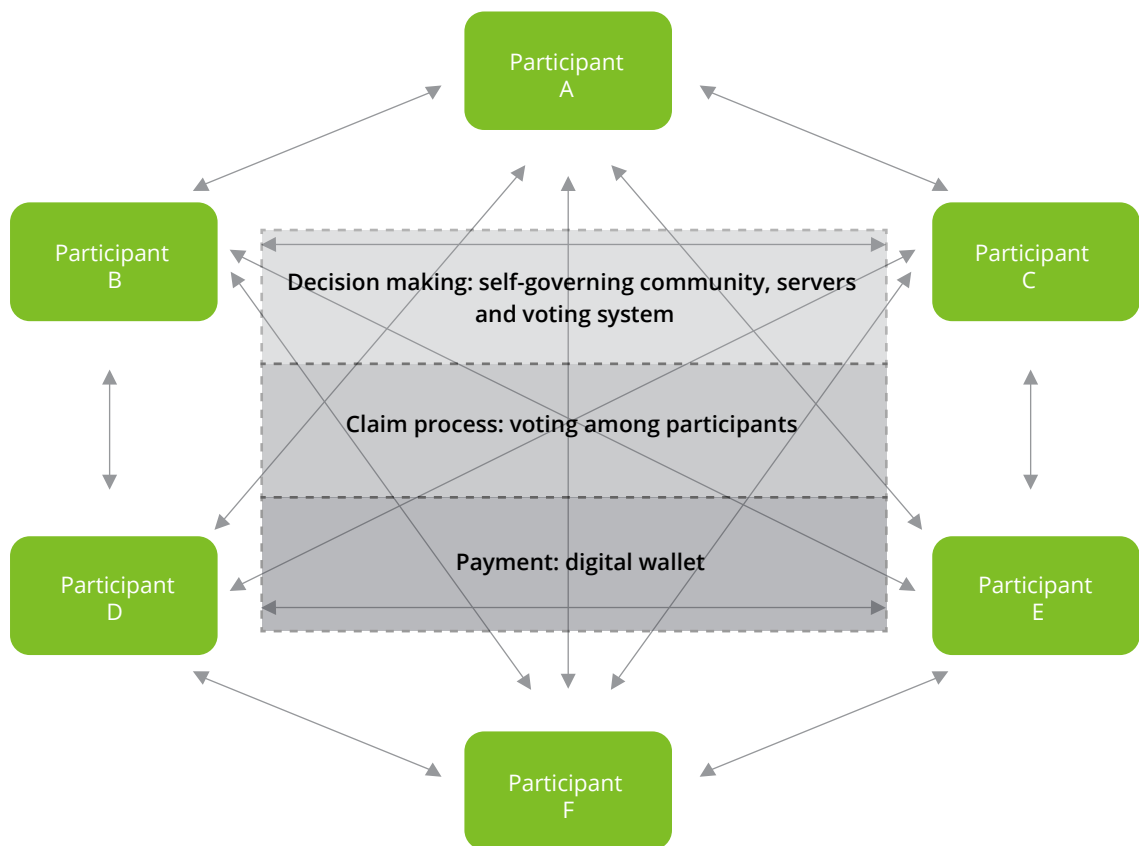 Participant
A
Participant
B
Participant
C
Decision making: self-governing community, servers
and voting system
Claim process: voting among participants
Payment: digital wallet
Participant
D
Participant
E
Participant
F